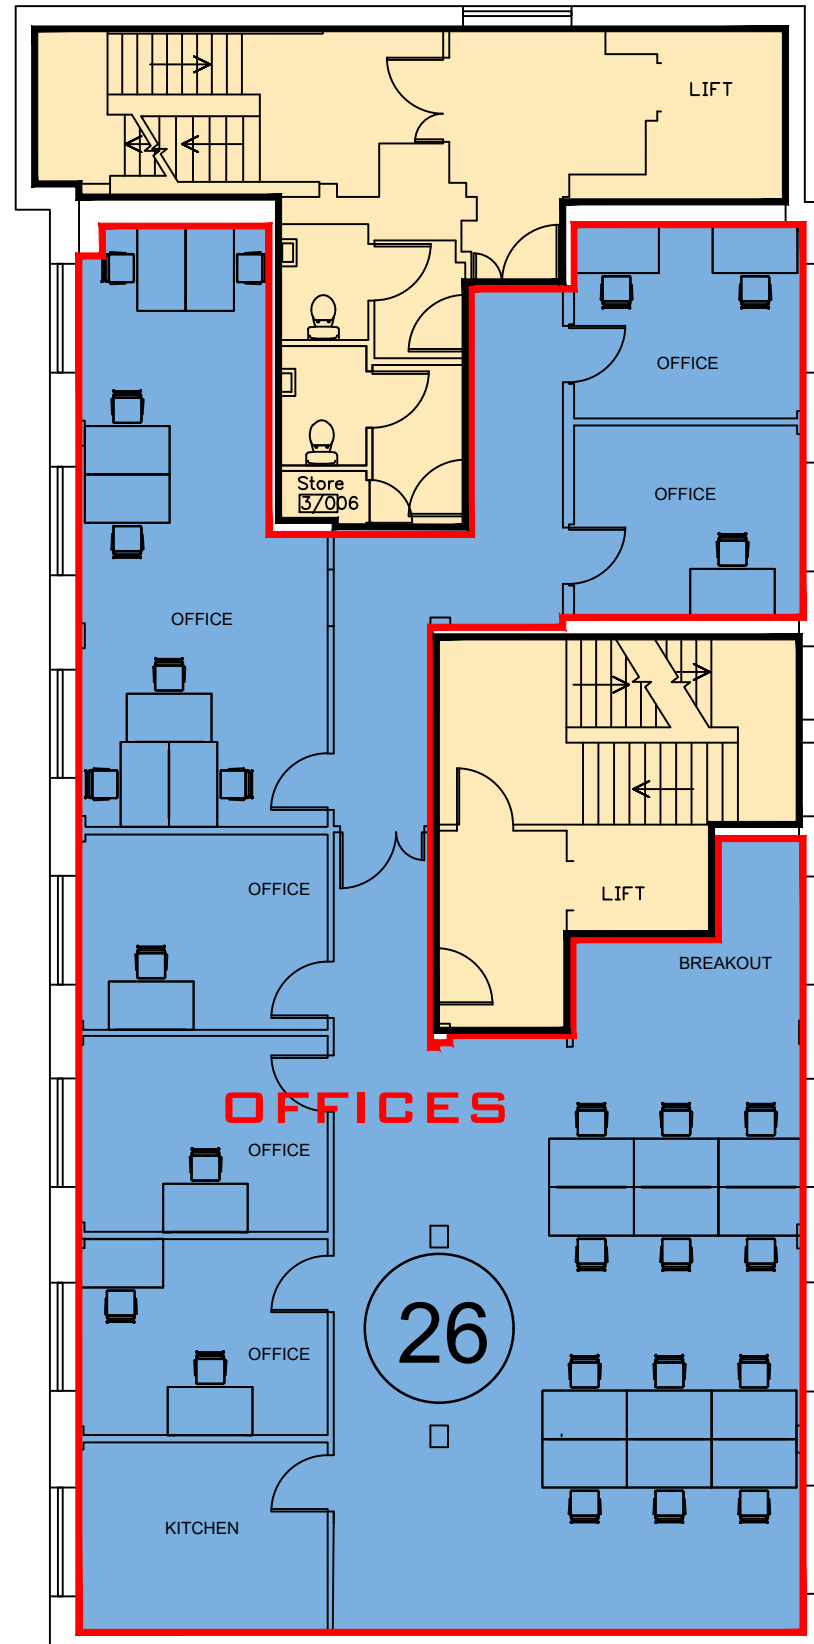 LIFT
OFFICE
Store
3/006
OFFICE
OFFICE
OFFICE
LIFT
BREAKOUT
OFFICES
OFFICE
26
OFFICE
KITCHEN